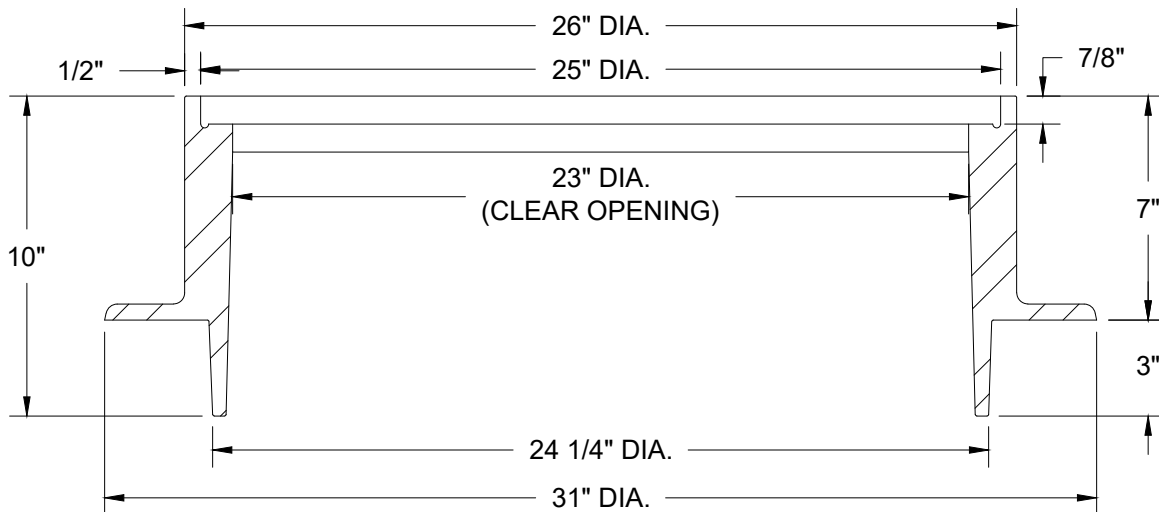 26" DIA.
1/2"
25" DIA.
7/8"
23" DIA.
(CLEAR OPENING)
10"
7"
3"
24 1/4" DIA.
31" DIA.